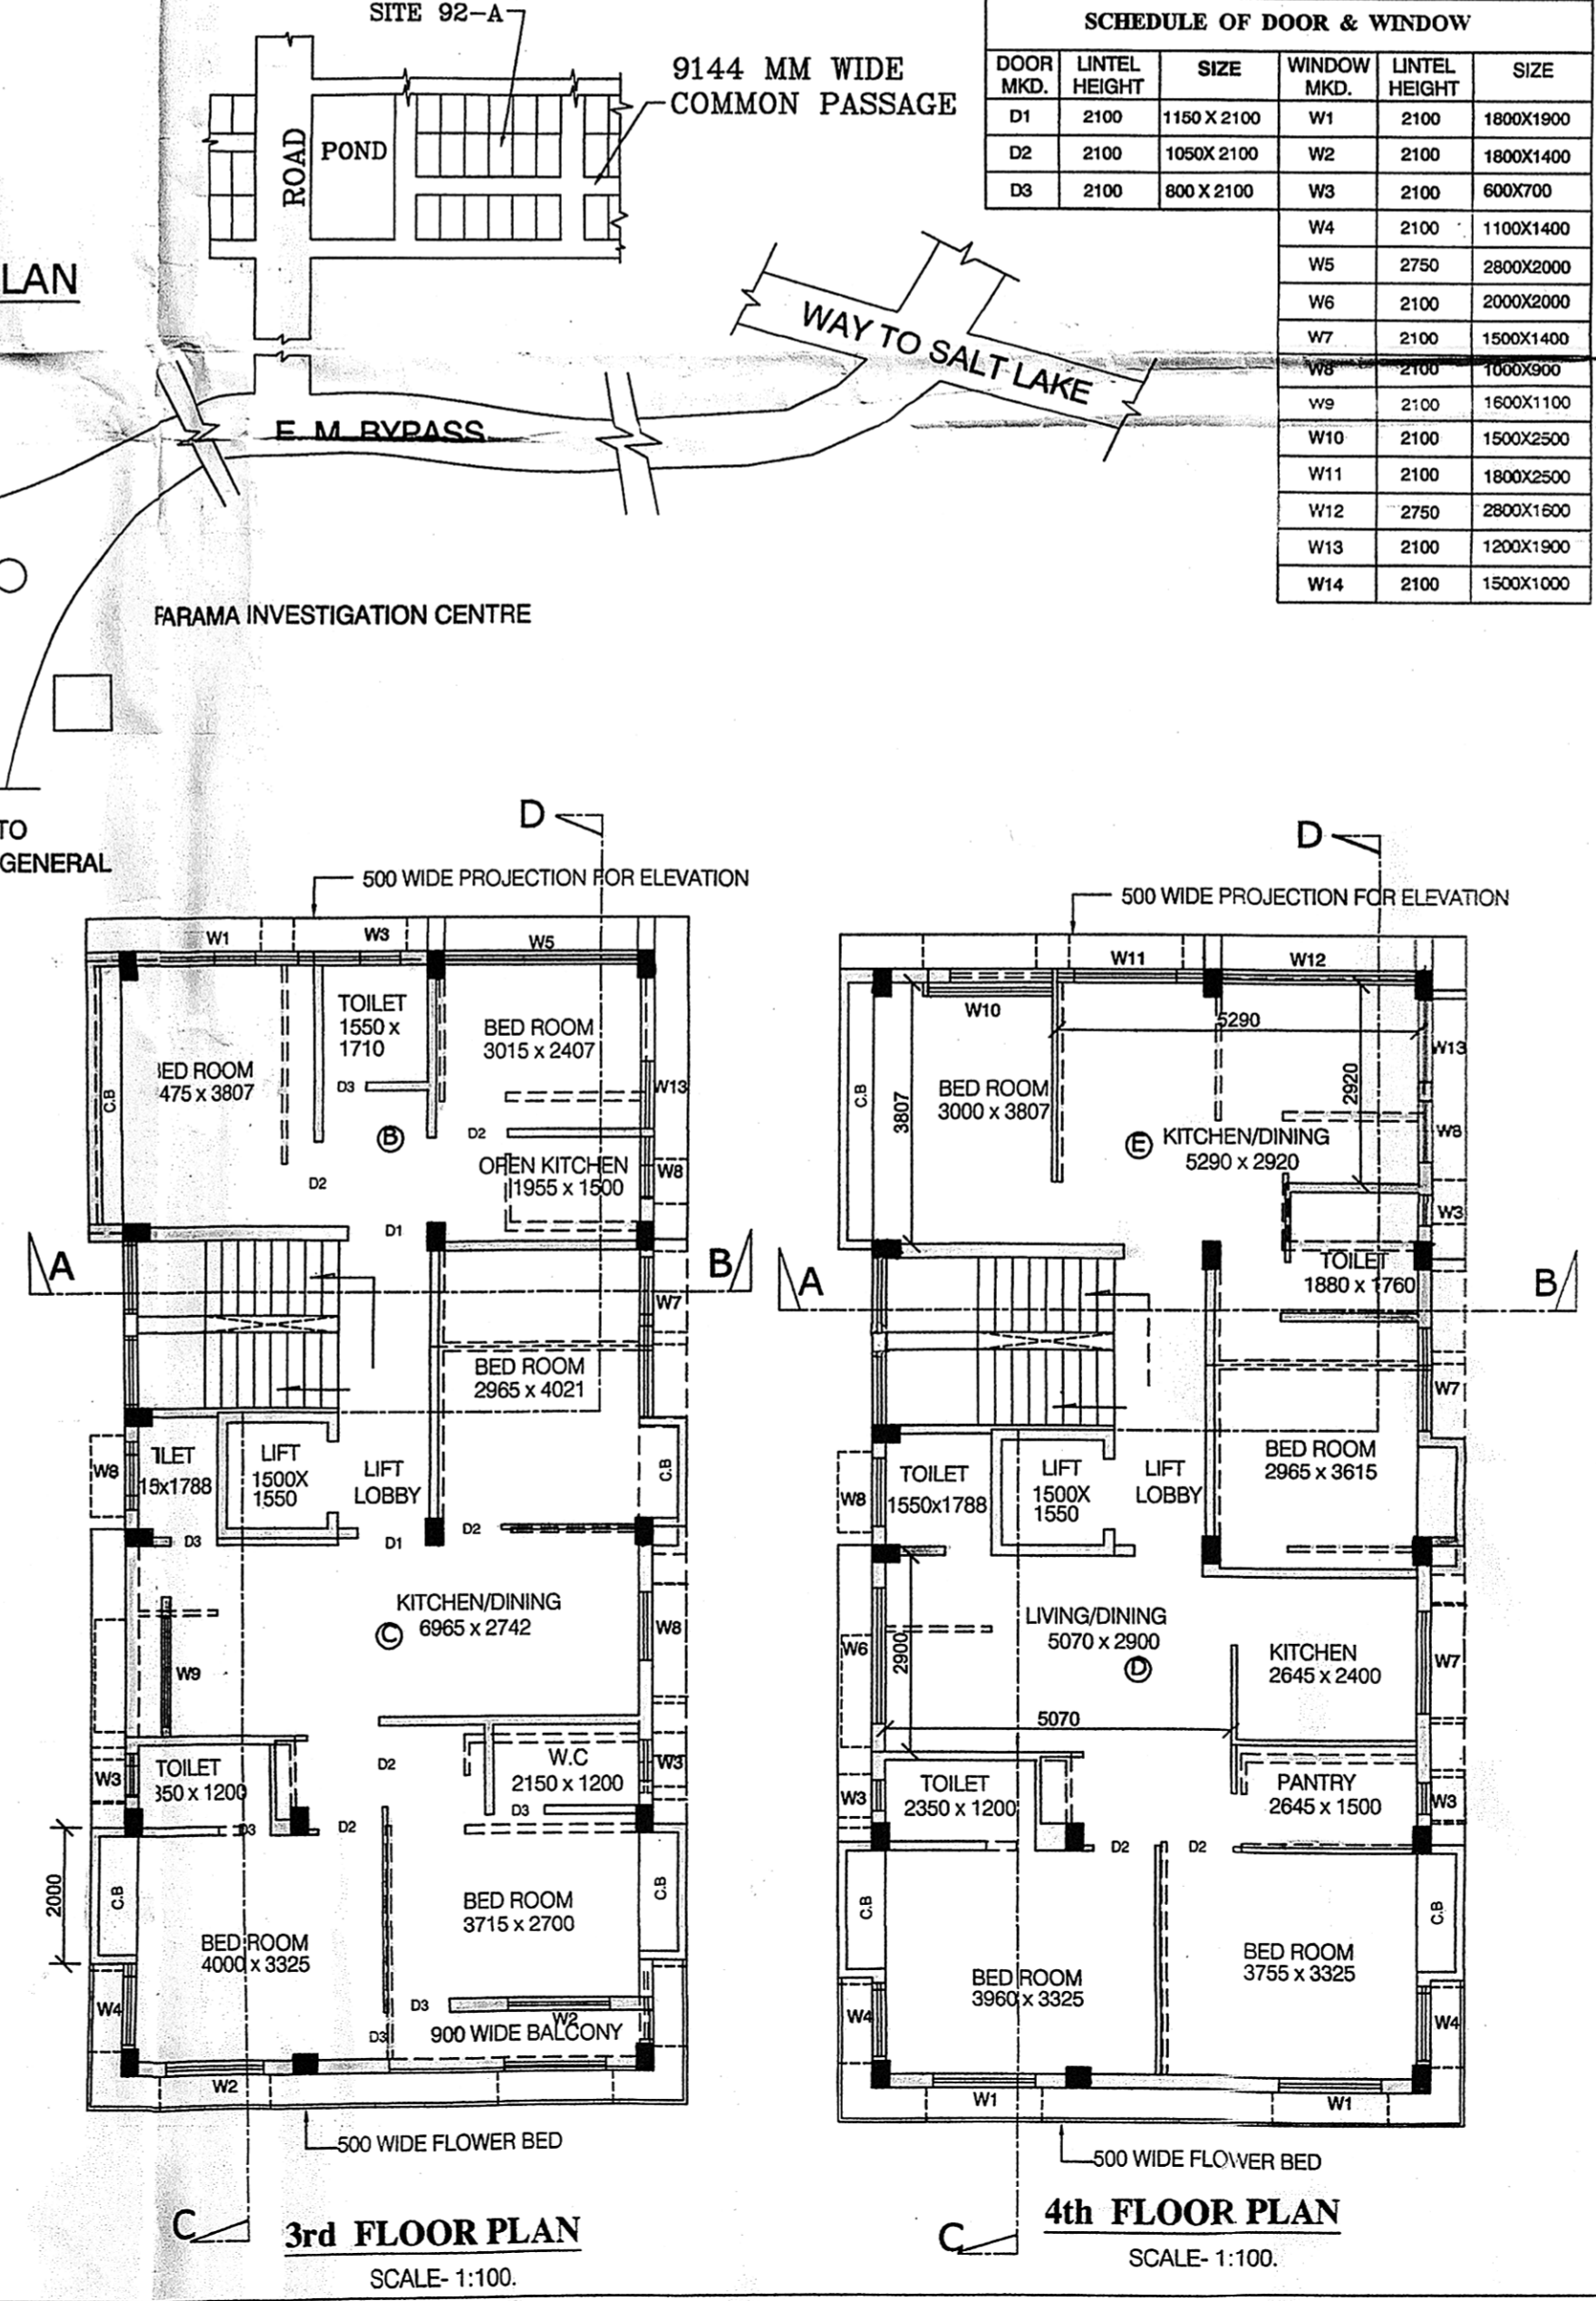 SITE 92-A
9144 MM WIDE
COMMON PASSAGE
ROAD
POND
LAN
WAY TO SALT LAKE
E. M. BYPASS
PARAMA INVESTIGATION CENTRE
TO
GENERAL
SCHEDULE OF DOOR & WINDOW
DOOR MKD. LINTEL HEIGHT SIZE WINDOW MKD. LINTEL HEIGHT SIZE
D1 2100 1150 X 2100 W1 2100 1800X1900
D2 2100 1050X 2100 W2 2100 1800X1400
D3 2100 800 X 2100 W3 2100 600X700
W4 2100 1100X1400
W5 2750 2800X2000
W6 2100 2000X2000
W7 2100 1500X1400
W8 2100 1000X900
W9 2100 1600X1100
W10 2100 1500X2500
W11 2100 1800X2500
W12 2750 2800X1600
W13 2100 1200X1900
W14 2100 1500X1000
D
500 WIDE PROJECTION FOR ELEVATION
W1 W3 W5
TOILET
1550 x
1710
BED ROOM
3015 x 2407
BED ROOM
475 x 3807
C.B
D3
W13
B
D2
OPEN KITCHEN
1955 x 1500
W8
D2
D1
A
B
W7
BED ROOM
2965 x 4021
ILET
1788
W8
LIFT
1500X
1550
LIFT
LOBBY
C.B
D3
D1
D2
KITCHEN/DINING
6965 x 2742
C
W8
W9
TOILET
350 x 1200
W3
D2
W.C
2150 x 1200
W3
D3
D3
D2
2000
C.B
BED ROOM
3715 x 2700
C.B
BED ROOM
4000 x 3325
W4
D3
W2
D3
900 WIDE BALCONY
W2
500 WIDE FLOWER BED
C
3rd FLOOR PLAN
SCALE- 1:100.
D
500 WIDE PROJECTION FOR ELEVATION
W11 W12
W10
5290
W13
C.B
3807
BED ROOM
3000 x 3807
2920
E
KITCHEN/DINING
5290 x 2920
W8
W3
TOILET
1880 x 1760
A
B
W7
BED ROOM
2965 x 3615
TOILET
1550x1788
W8
LIFT
1500X
1550
LIFT
LOBBY
LIVING/DINING
5070 x 2900
D
W6
2900
KITCHEN
2645 x 2400
W7
5070
TOILET
2350 x 1200
W3
PANTRY
2645 x 1500
W3
D2
D2
C.B
C.B
BED ROOM
3755 x 3325
BED ROOM
3960 x 3325
W4
W4
W1
W1
500 WIDE FLOWER BED
C
4th FLOOR PLAN
SCALE- 1:100.